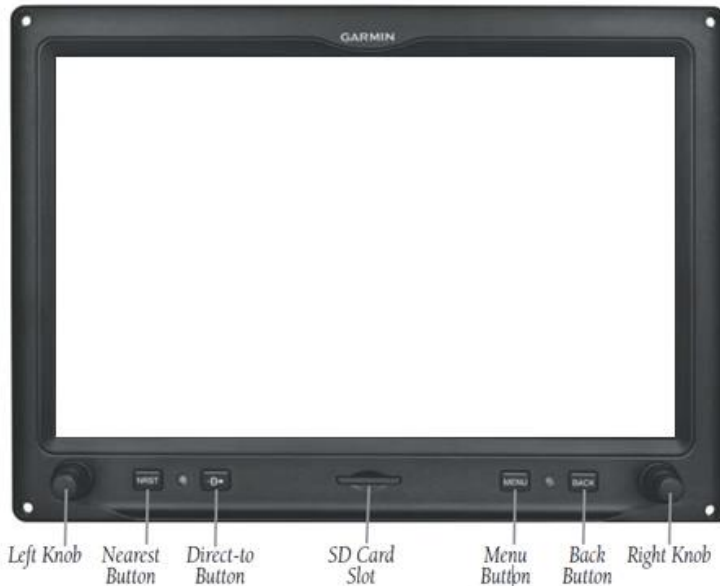 GARMIN
NRST
D
MENU
BACK
Left Knob
Nearest
Button
Direct-to
Button
SD Card
Slot
Menu
Button
Back
Button
Right Knob